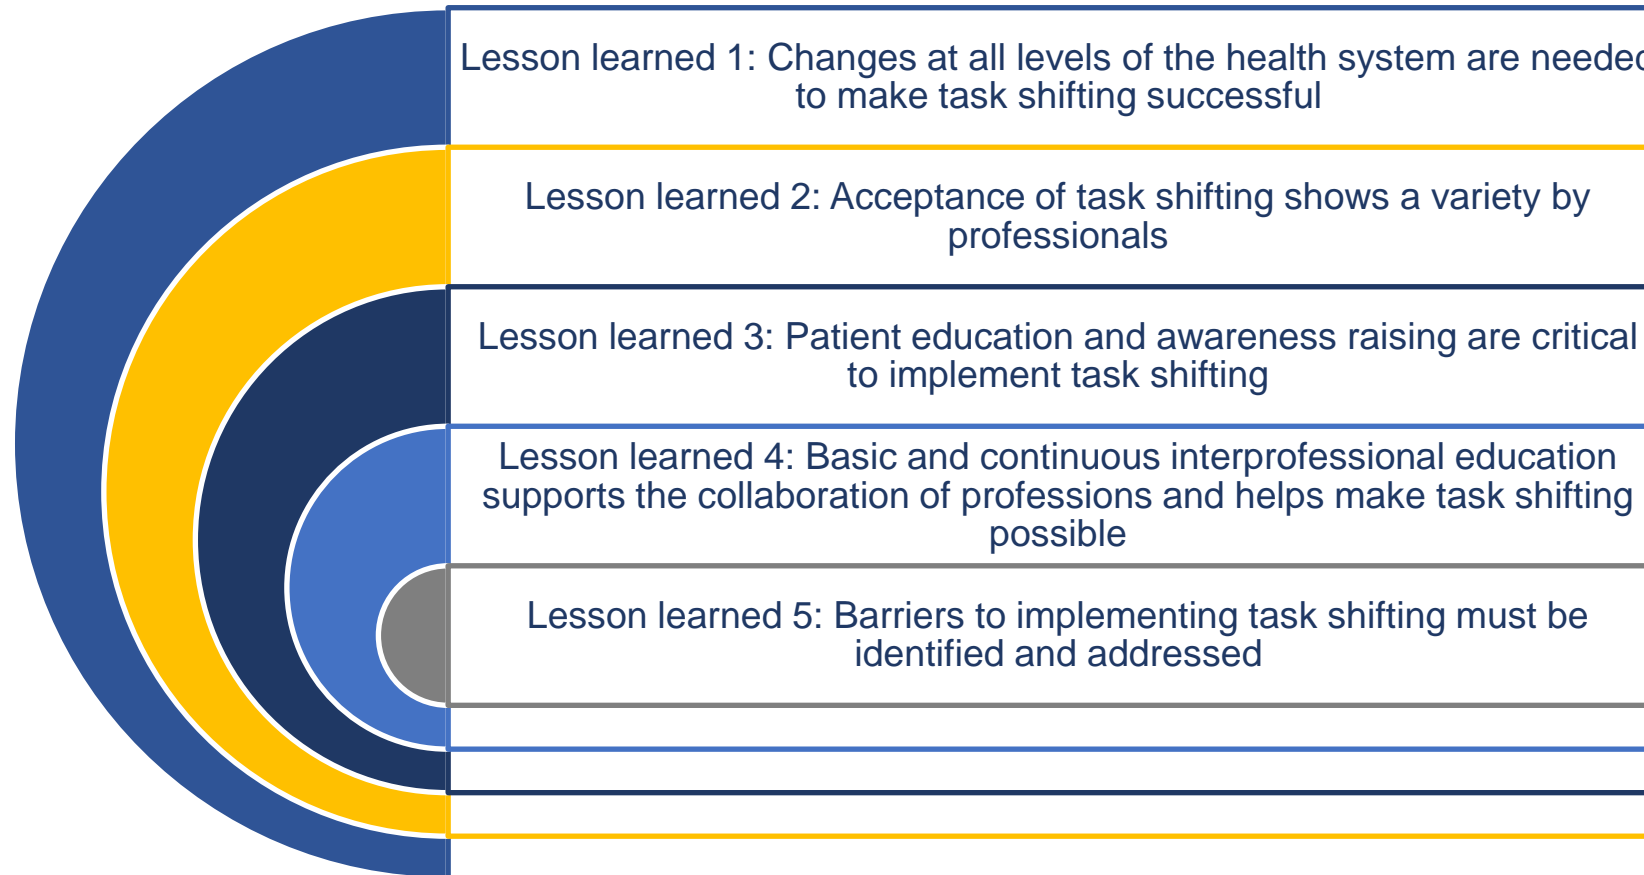 Lesson learned 1: Changes at all levels of the health system are needed
to make task shifting successful
Lesson learned 2: Acceptance of task shifting shows a variety by
professionals
Lesson learned 3: Patient education and awareness raising are critical
to implement task shifting
Lesson learned 4: Basic and continuous interprofessional education
supports the collaboration of professions and helps make task shifting
possible
Lesson learned 5: Barriers to implementing task shifting must be
identified and addressed